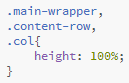 .main-wrapper,
.content-row,
.col{
    height: 100%;
}